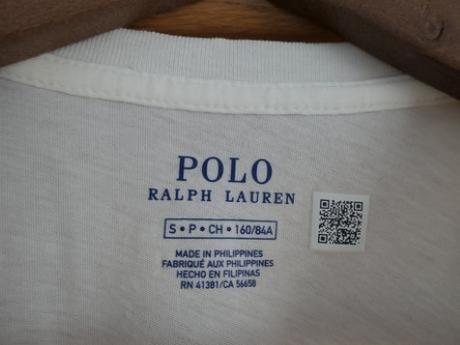 POLO
RALPH LAUREN
S • P • CH • 160/84A
MADE IN PHILIPPINES
FABRIQUÉ AUX PHILIPPINES
HECHO EN FILIPINAS
RN 41381/CA 56658